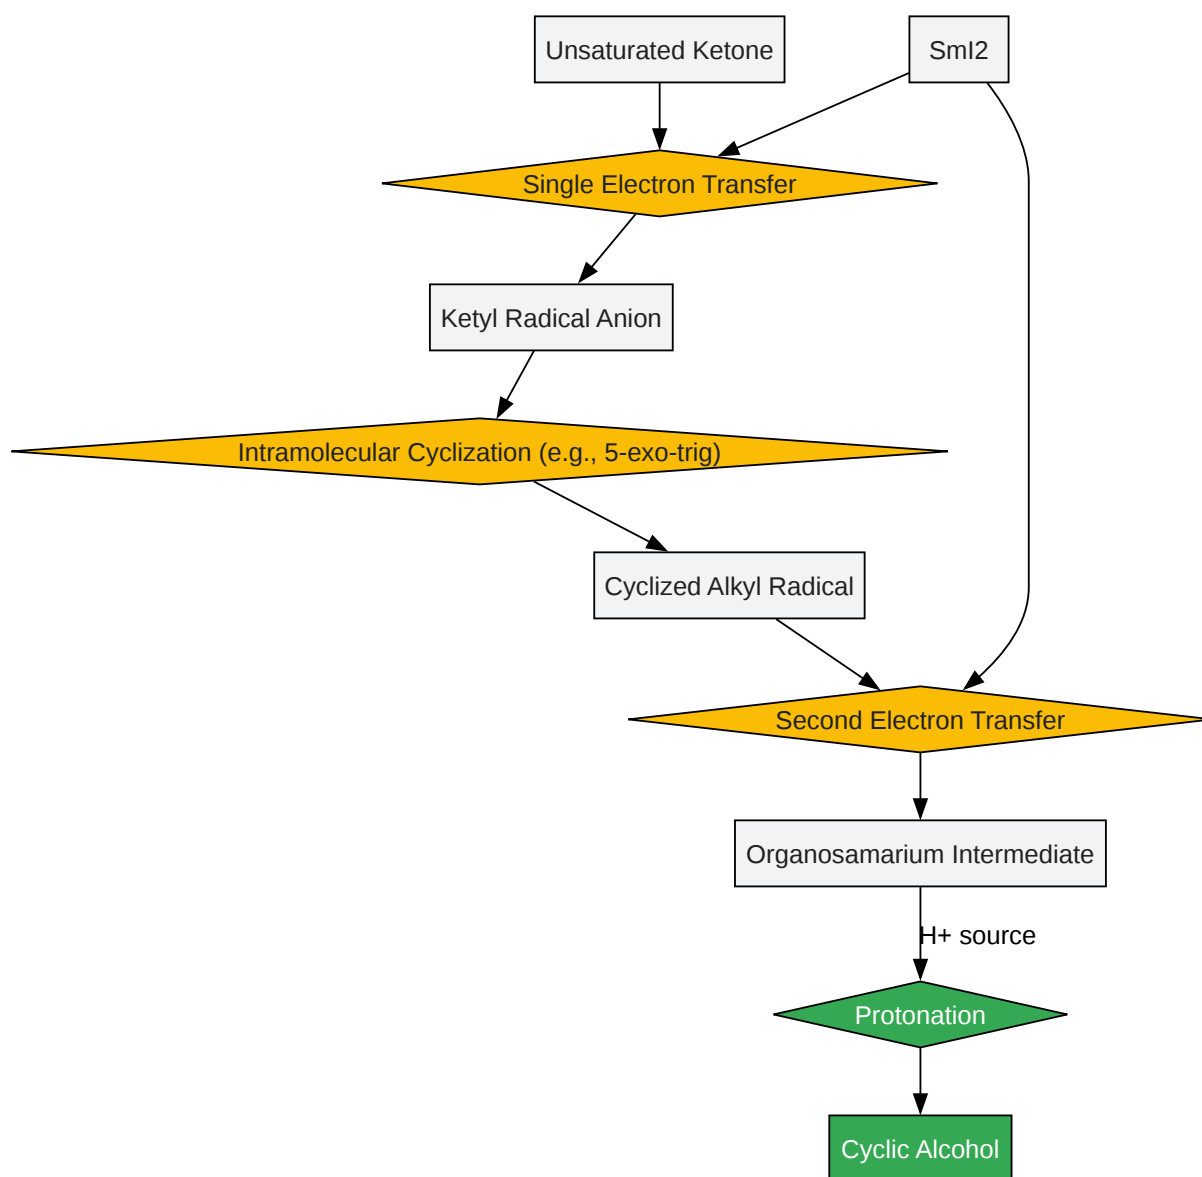 Unsaturated Ketone
SmI2
Single Electron Transfer
Ketyl Radical Anion
Intramolecular Cyclization (e.g., 5-exo-trig)
Cyclized Alkyl Radical
Second Electron Transfer
Organosamarium Intermediate
H+ source
Protonation
Cyclic Alcohol